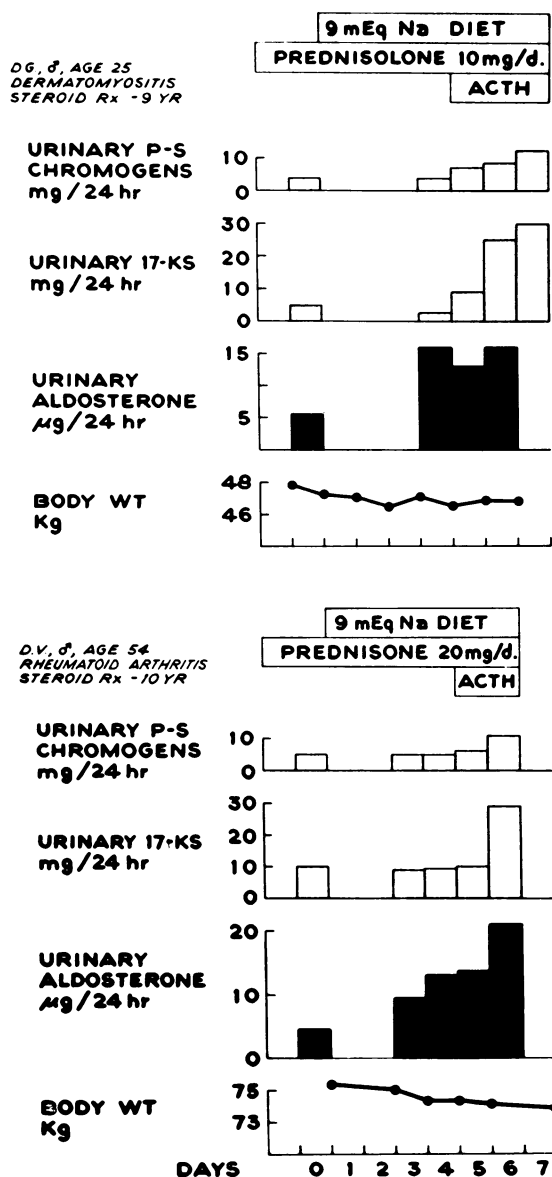 9 mEq Na DIET
PREDNISOLONE 10mg/d.
ACTH
DG, ♂, AGE 25
DERMATOMYOSITIS
STEROID Rx -9 YR
URINARY P-S
CHROMOGENS
mg/24 hr
10
0
URINARY 17-KS
mg/24 hr
30
20
10
0
URINARY
ALDOSTERONE
µg/24 hr
15
5
BODY WT
Kg
48
46
9 mEq Na DIET
PREDNISONE 20mg/d.
ACTH
D.V, ♂, AGE 54
RHEUMATOID ARTHRITIS
STEROID Rx -10 YR
URINARY P-S
CHROMOGENS
mg/24 hr
10
0
URINARY 17-KS
mg/24 hr
30
20
10
0
URINARY
ALDOSTERONE
µg/24 hr
20
10
0
BODY WT
Kg
75
73
DAYS 0 1 2 3 4 5 6 7